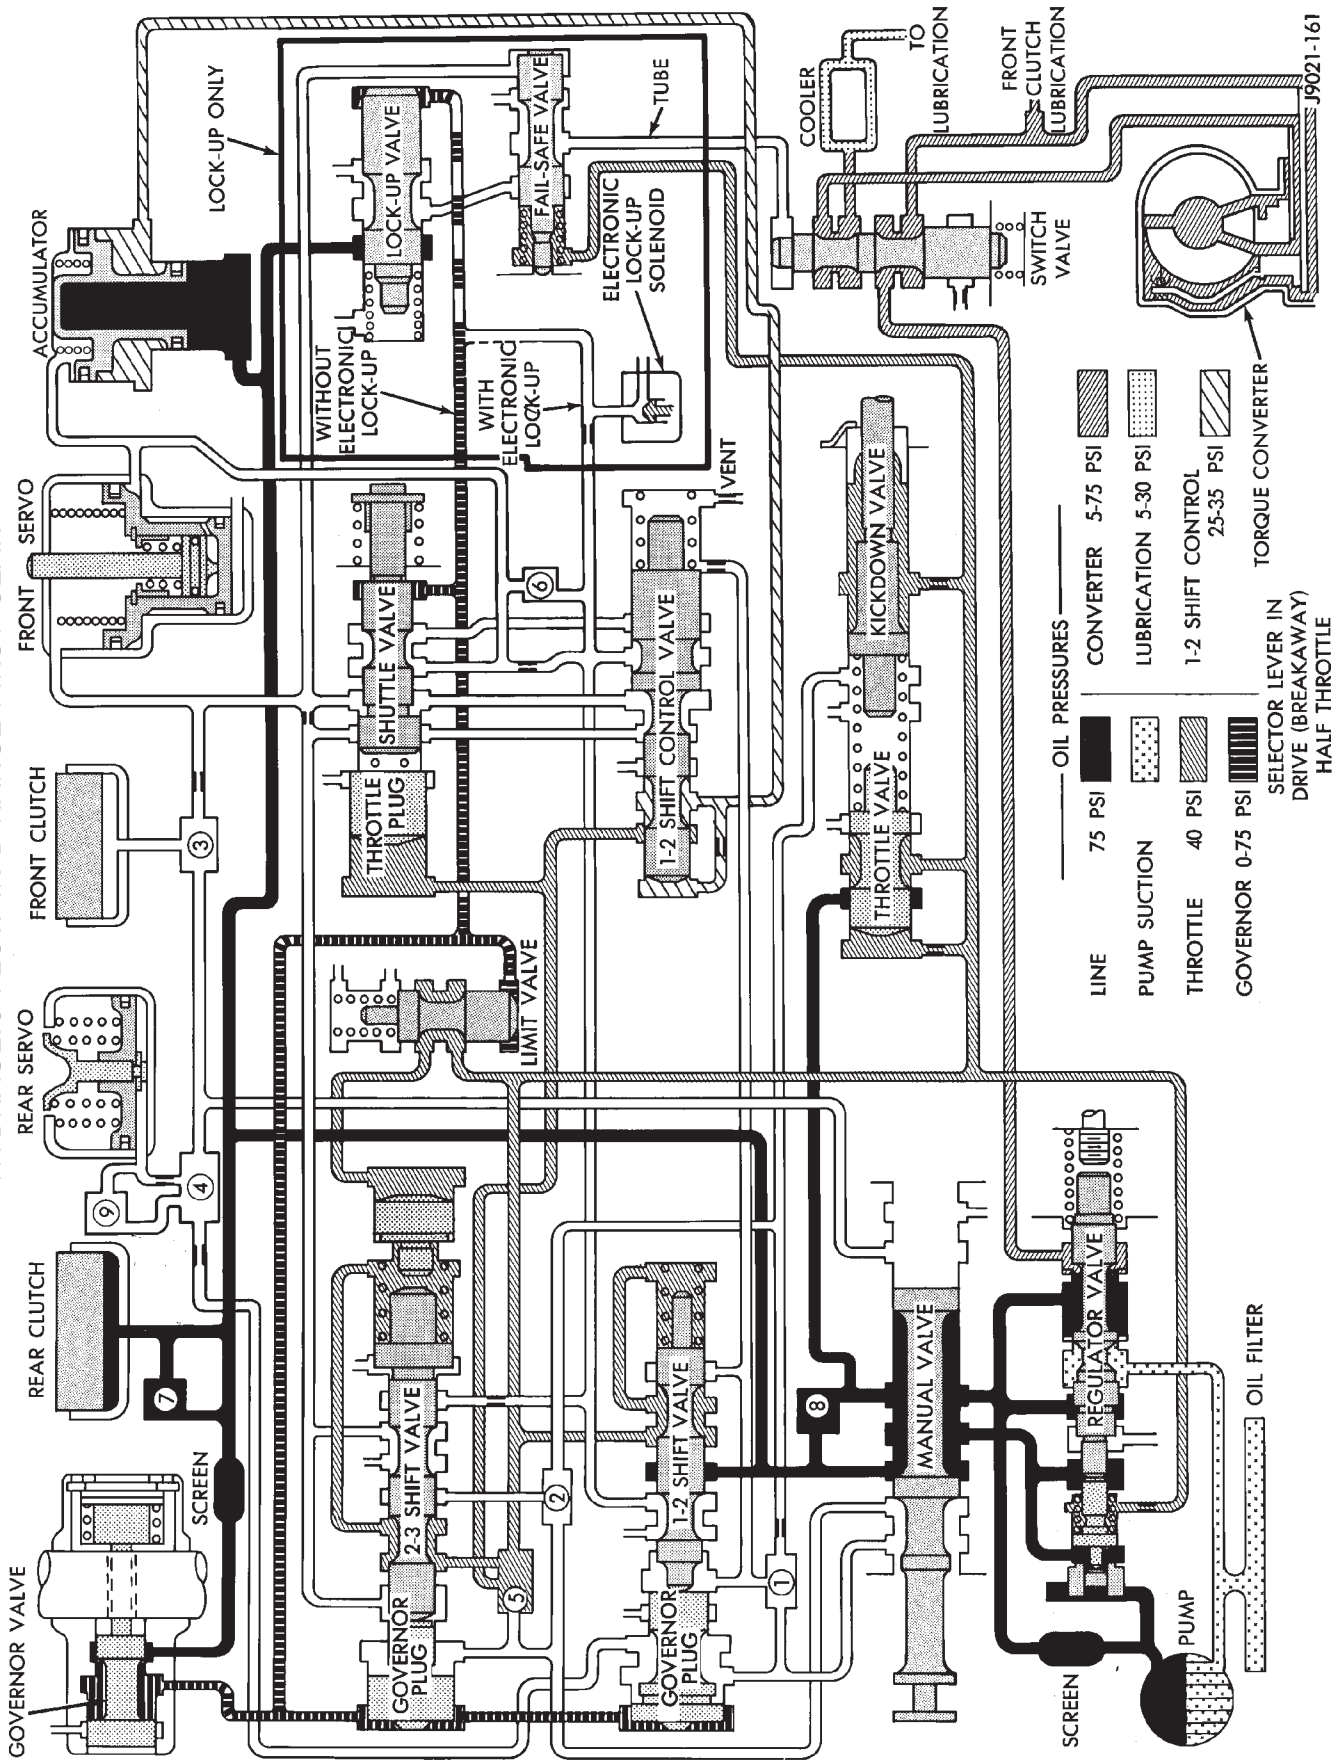 GOVERNOR VALVE
REAR CLUTCH
REAR SERVO
FRONT CLUTCH
FRONT SERVO
ACCUMULATOR
LOCK-UP ONLY
SCREEN
7
9
4
3
LOCK-UP VALVE
FAIL-SAFE VALVE
TUBE
WITHOUT
ELECTRONIC
LOCK-UP
WITH
ELECTRONIC
LOCK-UP
ELECTRONIC
LOCK-UP
SOLENOID
GOVERNOR
PLUG
2-3 SHIFT VALVE
LIMIT VALVE
THROTTLE
PLUG
SHUTTLE VALVE
5
2
6
GOVERNOR
PLUG
1-2 SHIFT VALVE
1-2 SHIFT CONTROL VALVE
VENT
1
8
MANUAL VALVE
THROTTLE VALVE
KICKDOWN VALVE
COOLER
TO
LUBRICATION
FRONT
CLUTCH
LUBRICATION
SWITCH
VALVE
REGULATOR VALVE
SCREEN
PUMP
OIL FILTER
OIL PRESSURES
LINE 75 PSI
CONVERTER 5-75 PSI
PUMP SUCTION
LUBRICATION 5-30 PSI
THROTTLE 40 PSI
1-2 SHIFT CONTROL
25-35 PSI
GOVERNOR 0-75 PSI
TORQUE CONVERTER
SELECTOR LEVER IN
DRIVE (BREAKAWAY)
HALF THROTTLE
J9021-161